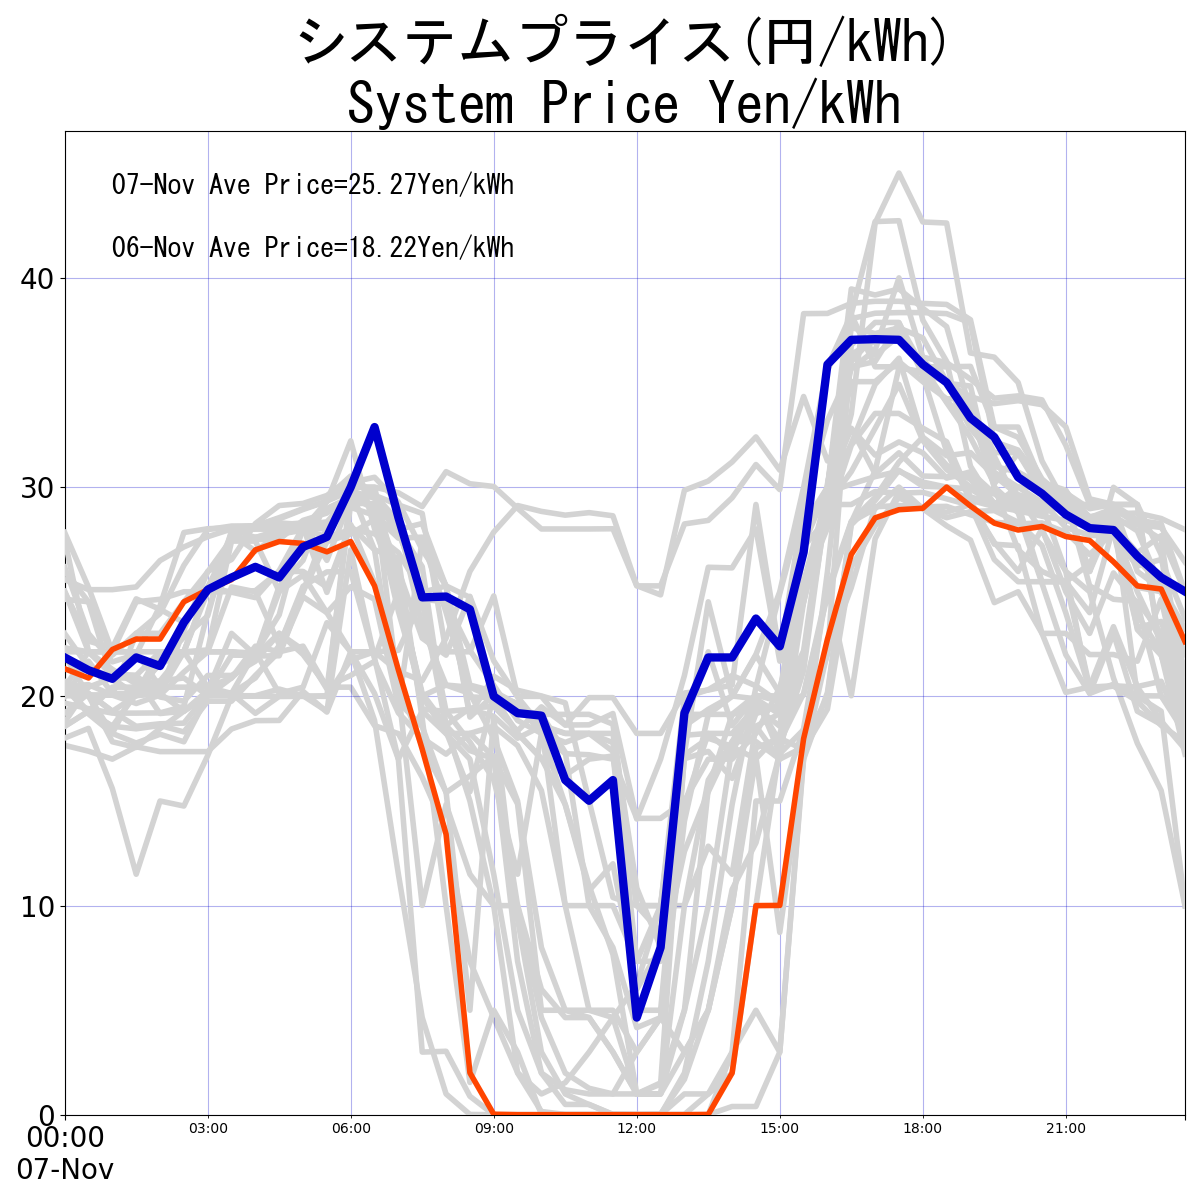 システムプライス(円/kWh)
System Price Yen/kWh
07-Nov Ave Price=25.27Yen/kWh
06-Nov Ave Price=18.22Yen/kWh
40
30
20
10
0
00:00 03:00 06:00 09:00 12:00 15:00 18:00 21:00
07-Nov